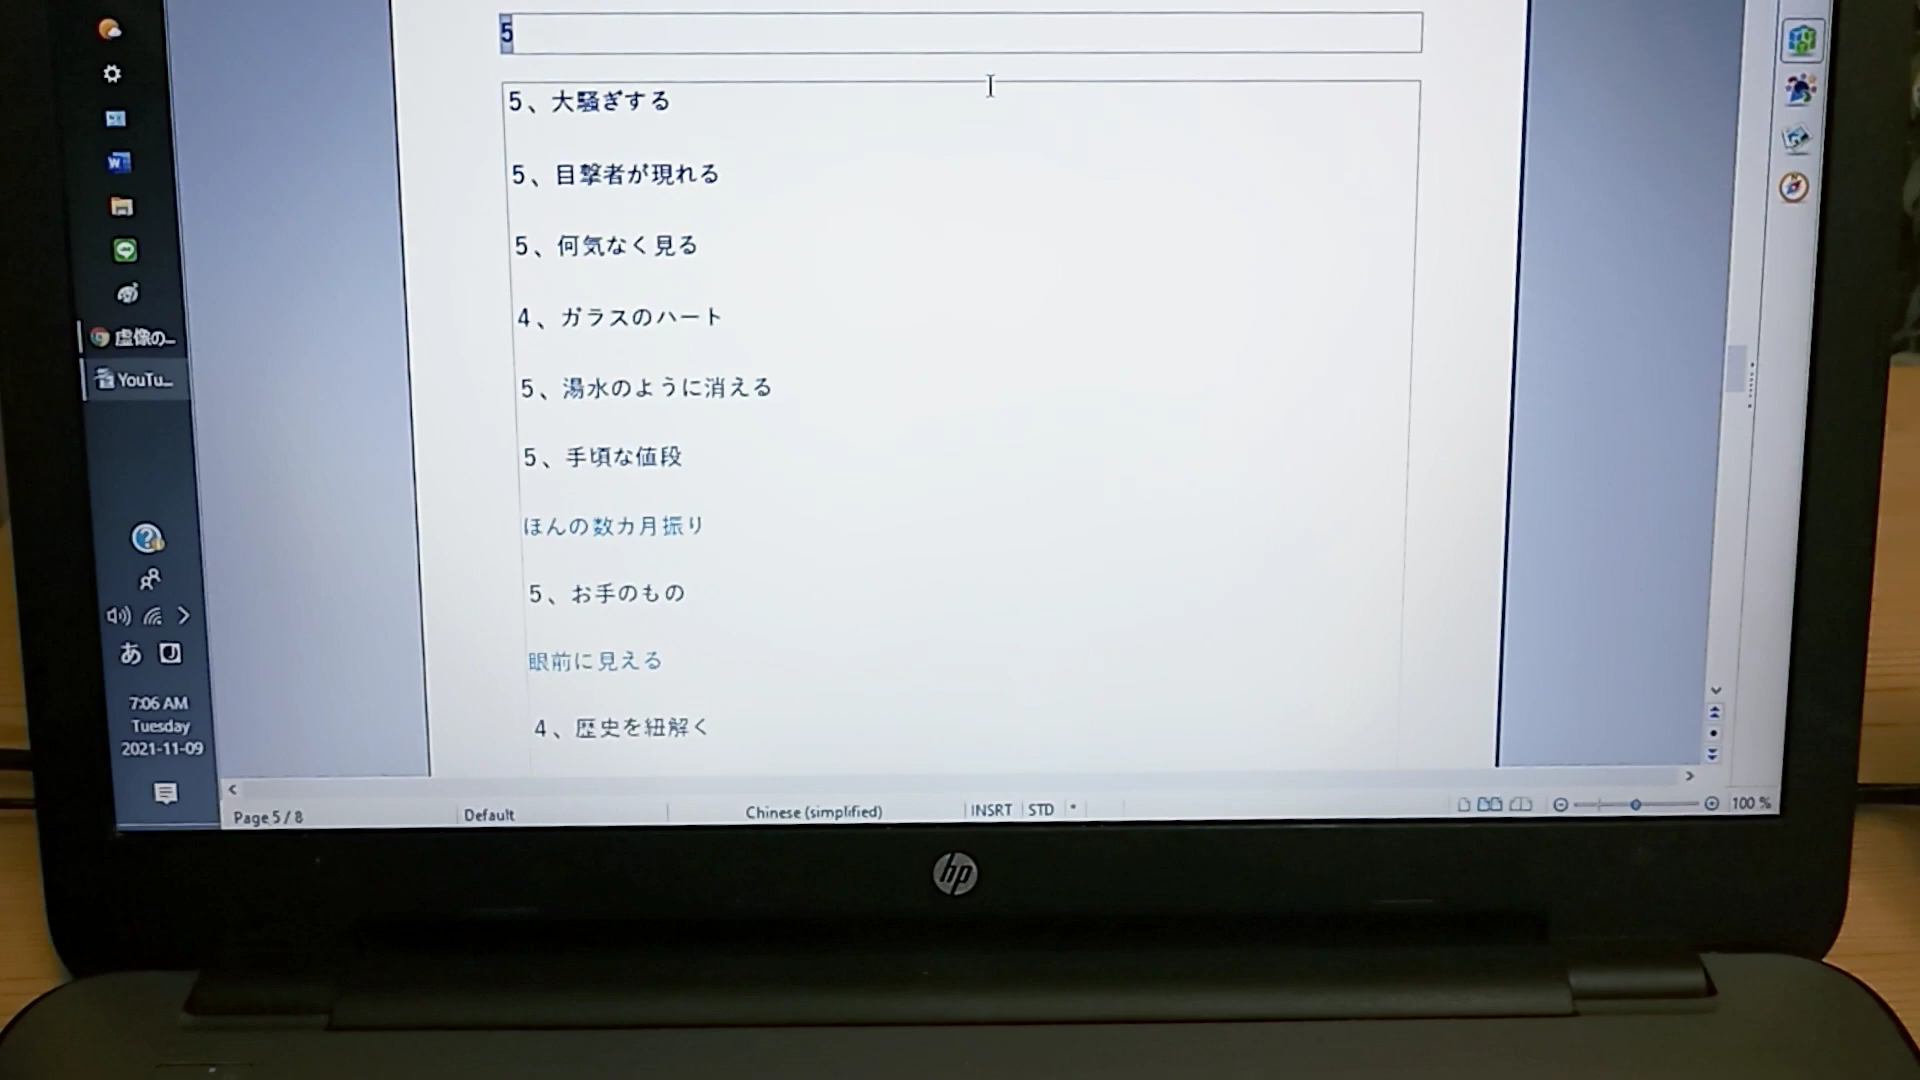 5
5、大騒ぎする
5、目撃者が現れる
5、何気なく見る
4、ガラスのハート
5、湯水のように消える
5、手頃な値段
ほんの数カ月振り
5、お手のもの
眼前に見える
4、歴史を紐解く
虚像の...
YouTu...
あ
7:06 AM
Tuesday
2021-11-09
Page 5 / 8
Default
Chinese (simplified)
INSRT
STD
*
100 %
hp